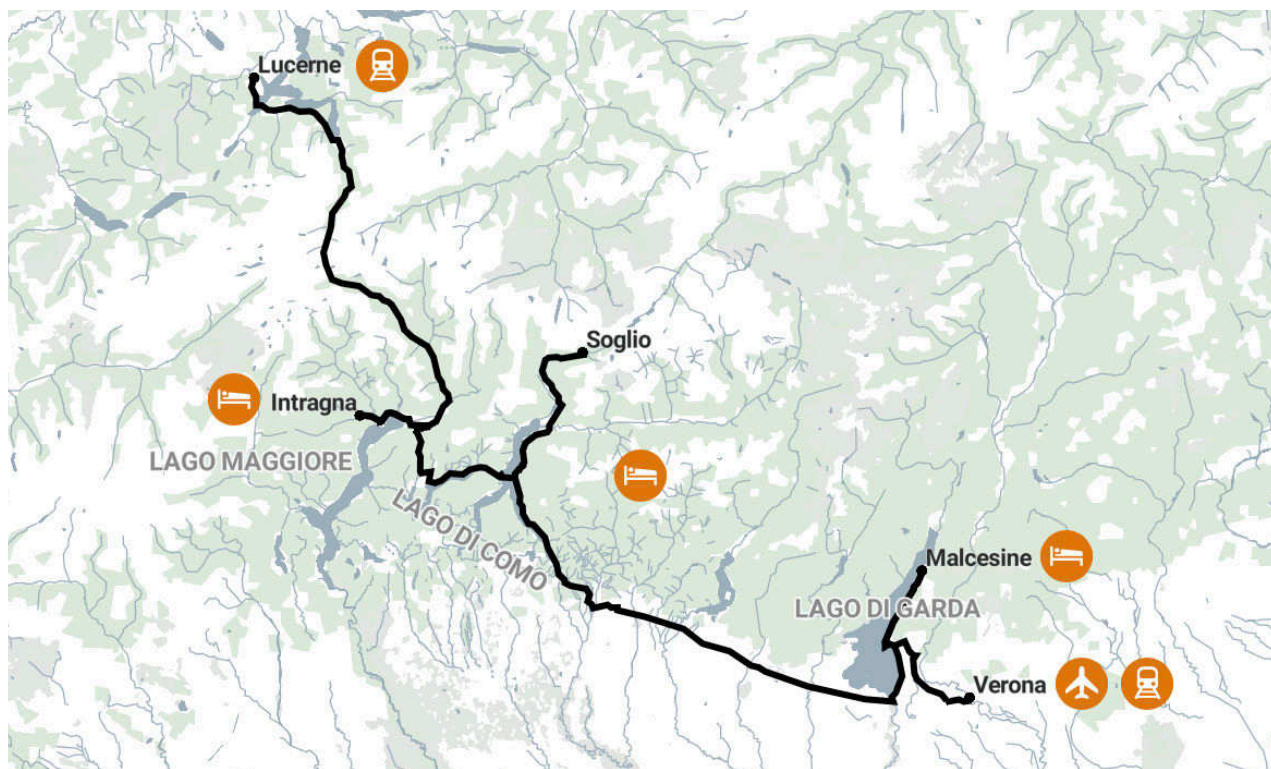 Lucerne
Soglio
Intragna
LAGO MAGGIORE
LAGO DI COMO
Malcesine
LAGO DI GARDA
Verona